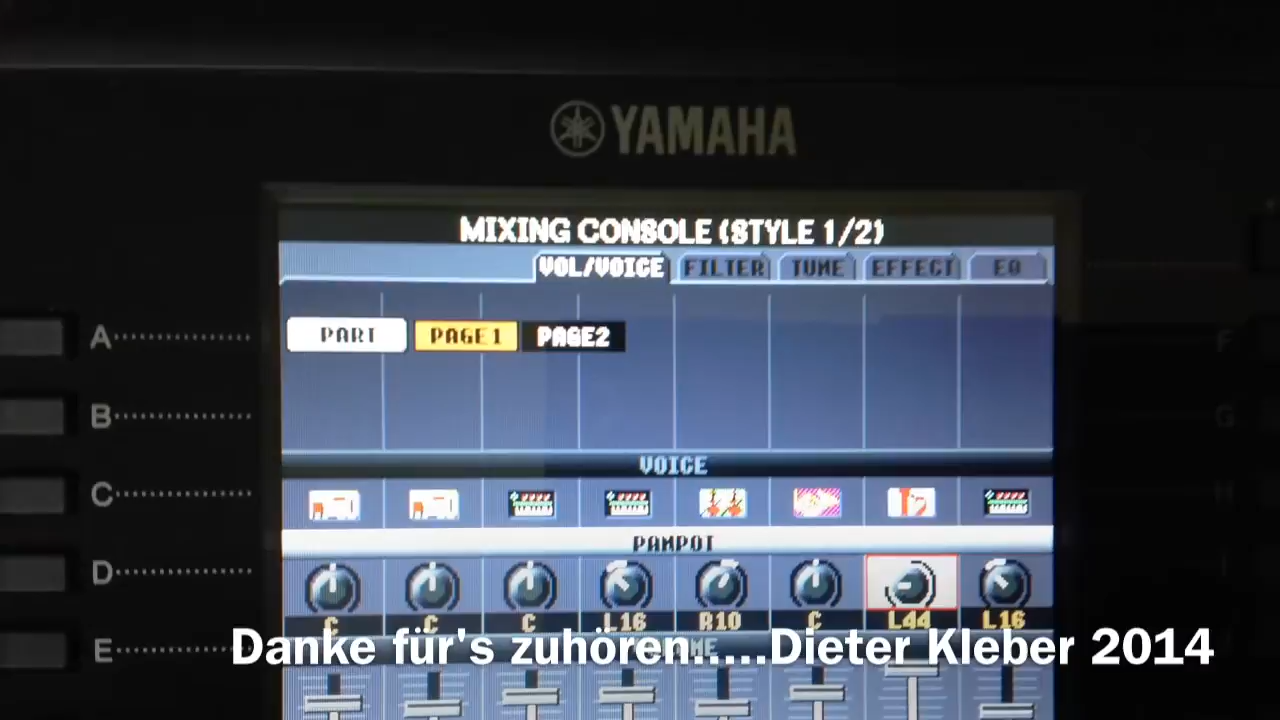 YAMAHA
MIXING CONSOLE (STYLE 1/2)
VOL/VOICE FILTER TUNE EFFECT EQ
A
PART PAGE1 PAGE2
F
B
G
VOICE
C
H
PANPOT
D
I
C C C L16 R10 C L44 L16
E
Danke für's zuhören.....Dieter Kleber 2014